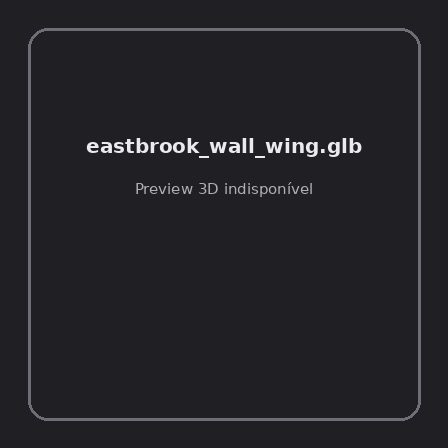 eastbrook_wall_wing.glb
Preview 3D indisponível